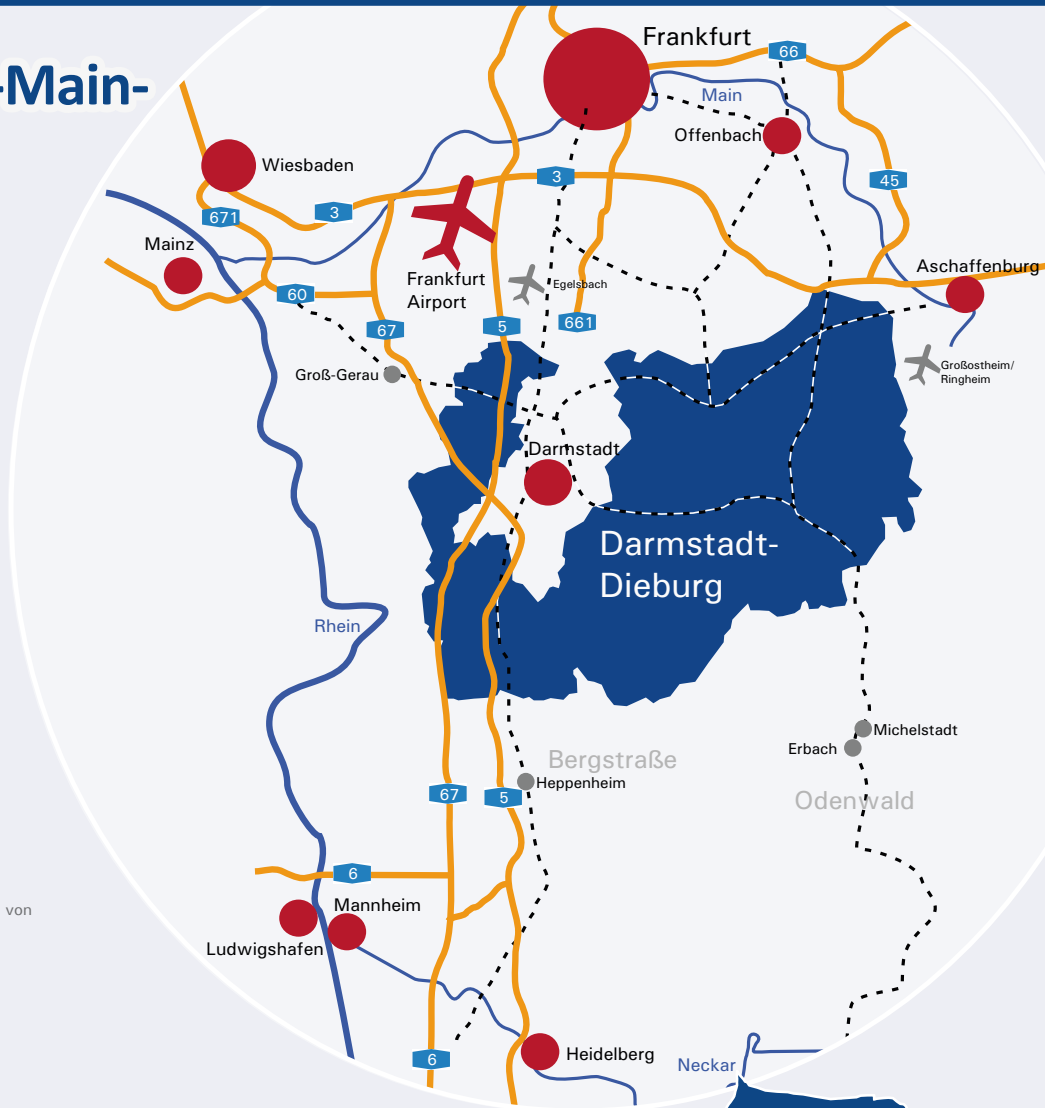 -Main-
Frankfurt
66
Main
Offenbach
Wiesbaden
3
3
45
671
Mainz
Aschaffenburg
Frankfurt
Airport
Egelsbach
60
67
5
661
Groß-Gerau
Großostheim/
Ringheim
Darmstadt
Darmstadt-
Dieburg
Rhein
Michelstadt
Erbach
Bergstraße
Heppenheim
67
5
Odenwald
6
Mannheim
von
Ludwigshafen
6
Heidelberg
Neckar